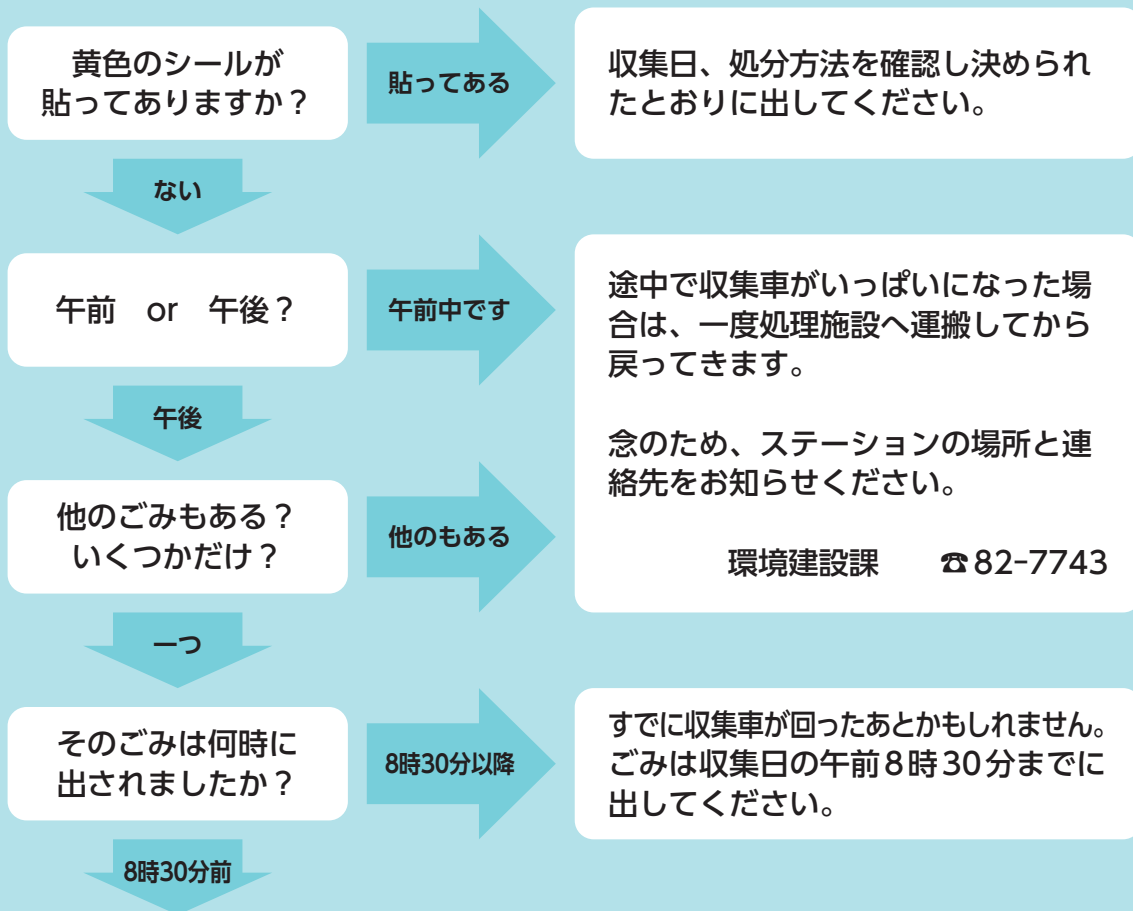 黄色のシールが
貼ってありますか？
貼ってある
収集日、処分方法を確認し決められ
たとおりに出してください。
ない
午前　or　午後？
午前中です
途中で収集車がいっぱいになった場
合は、一度処理施設へ運搬してから
戻ってきます。
念のため、ステーションの場所と連
絡先をお知らせください。
環境建設課　　☎82-7743
午後
他のごみもある？
いくつかだけ？
他のもある
一つ
そのごみは何時に
出されましたか？
8時30分以降
すでに収集車が回ったあとかもしれません。
ごみは収集日の午前8時30分までに
出してください。
8時30分前